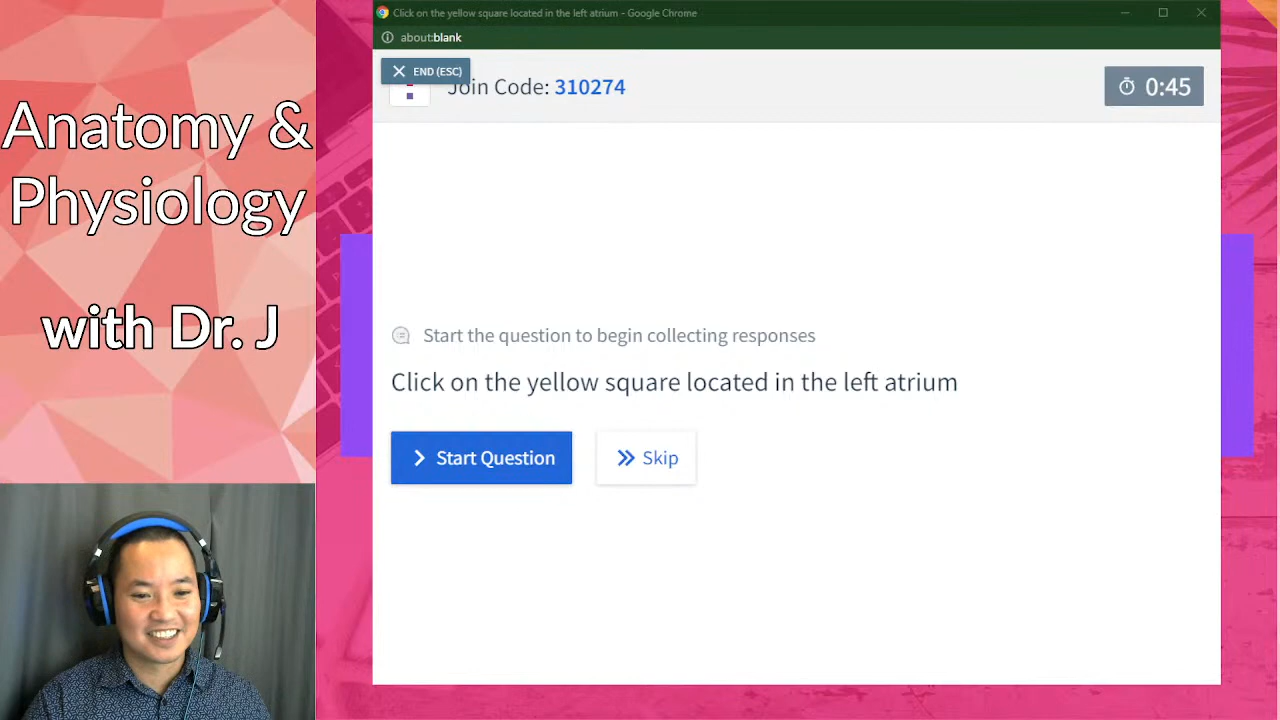 Click on the yellow square located in the left atrium - Google Chrome
about:blank
END (ESC)
Join Code: 310274
0:45
Anatomy &
Physiology
with Dr. J
Start the question to begin collecting responses
Click on the yellow square located in the left atrium
Start Question
Skip